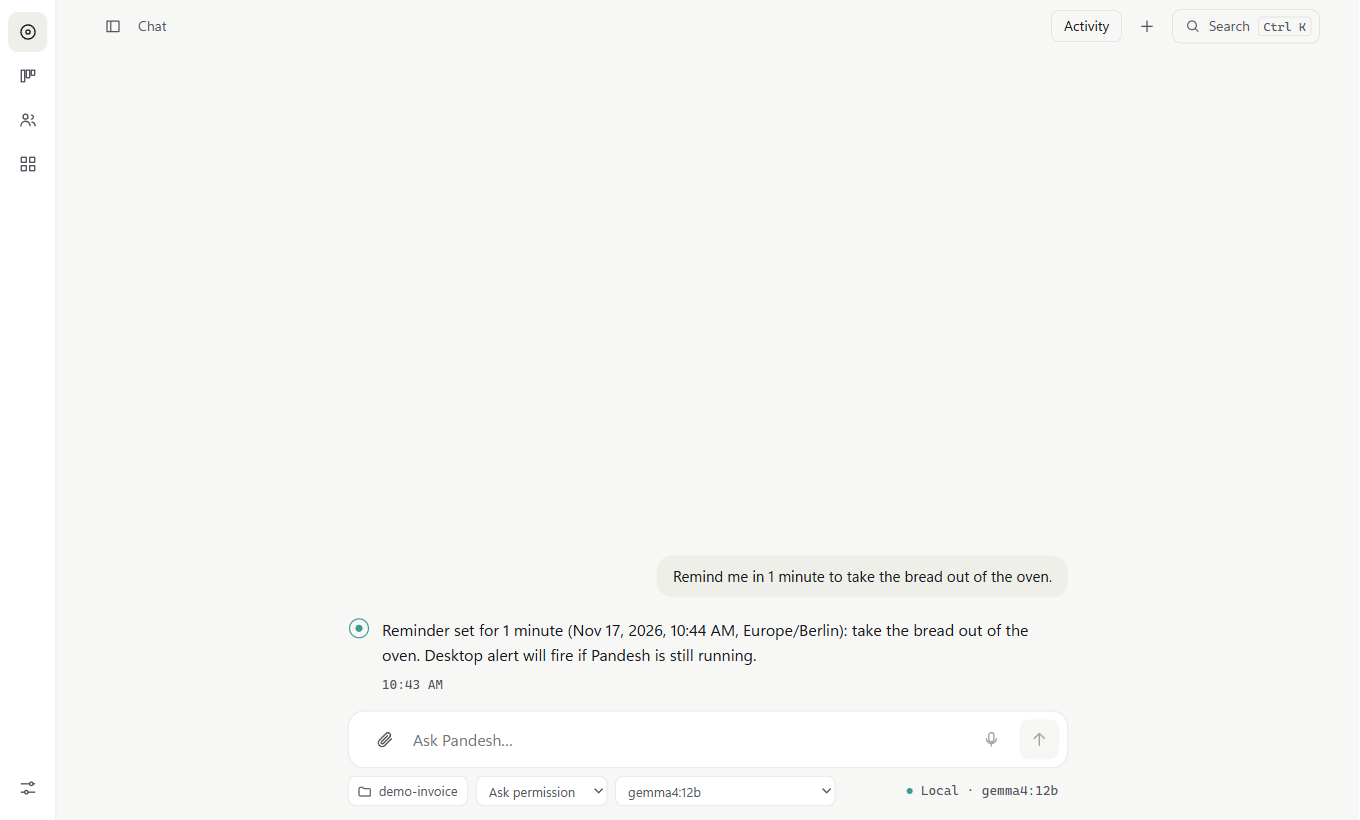 Chat
Activity
Search Ctrl K
Remind me in 1 minute to take the bread out of the oven.
Reminder set for 1 minute (Nov 17, 2026, 10:44 AM, Europe/Berlin): take the bread out of the
oven. Desktop alert will fire if Pandesh is still running.
10:43 AM
Ask Pandesh...
demo-invoice
Ask permission
gemma4:12b
Local · gemma4:12b